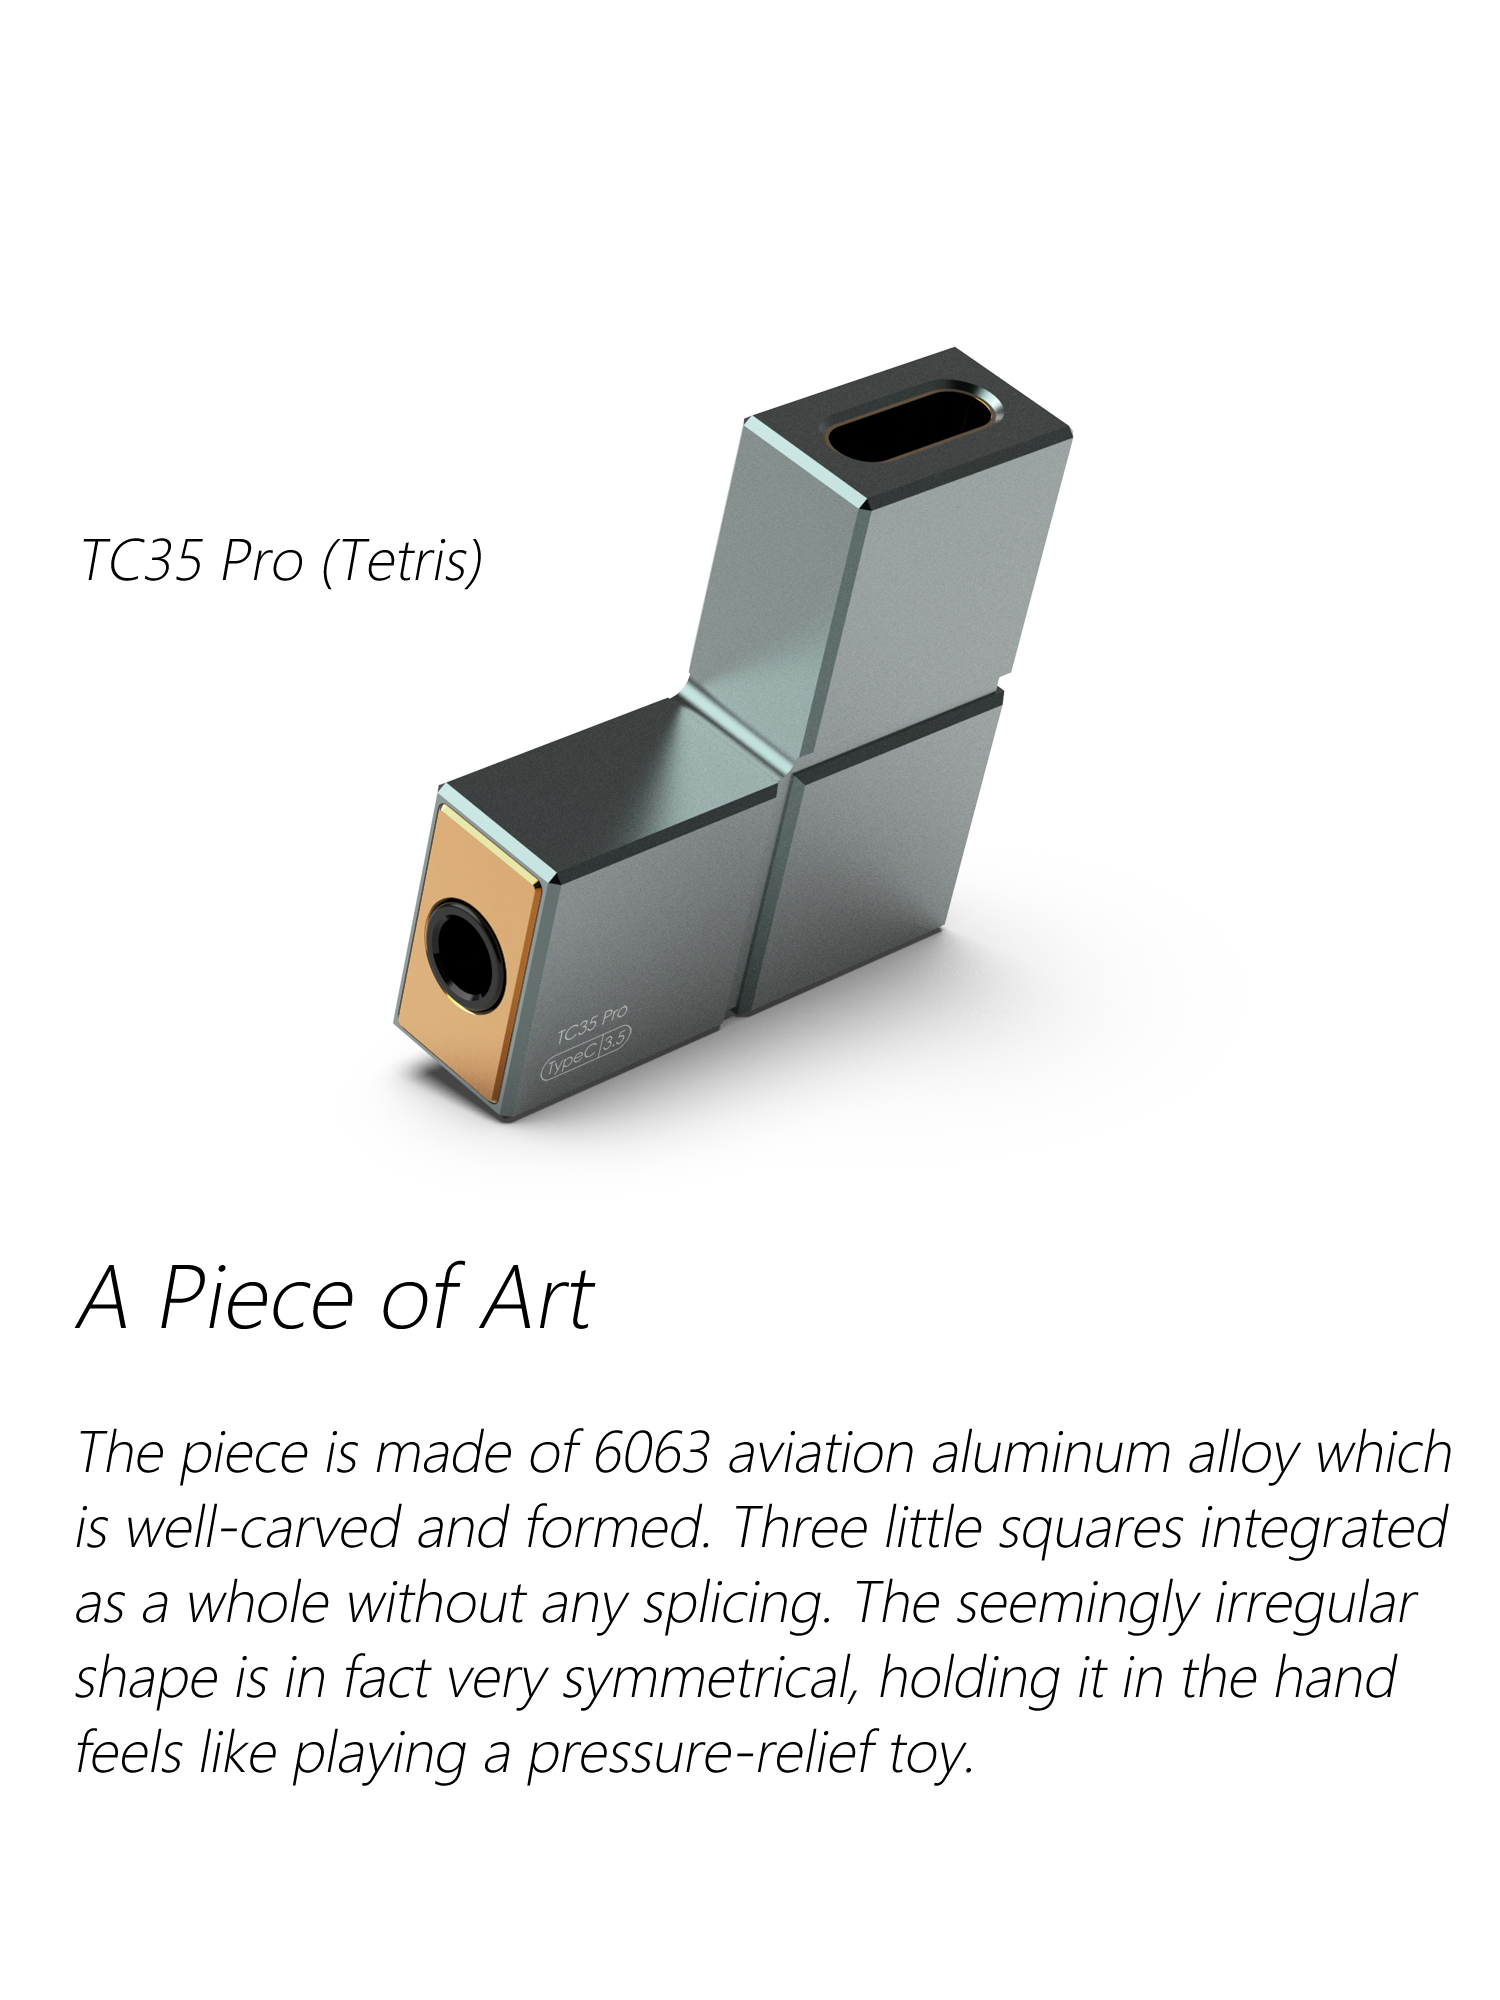 TC35 Pro (Tetris)
TC35 Pro
TypeC 3.5
A Piece of Art
The piece is made of 6063 aviation aluminum alloy which
is well-carved and formed. Three little squares integrated
as a whole without any splicing. The seemingly irregular
shape is in fact very symmetrical, holding it in the hand
feels like playing a pressure-relief toy.